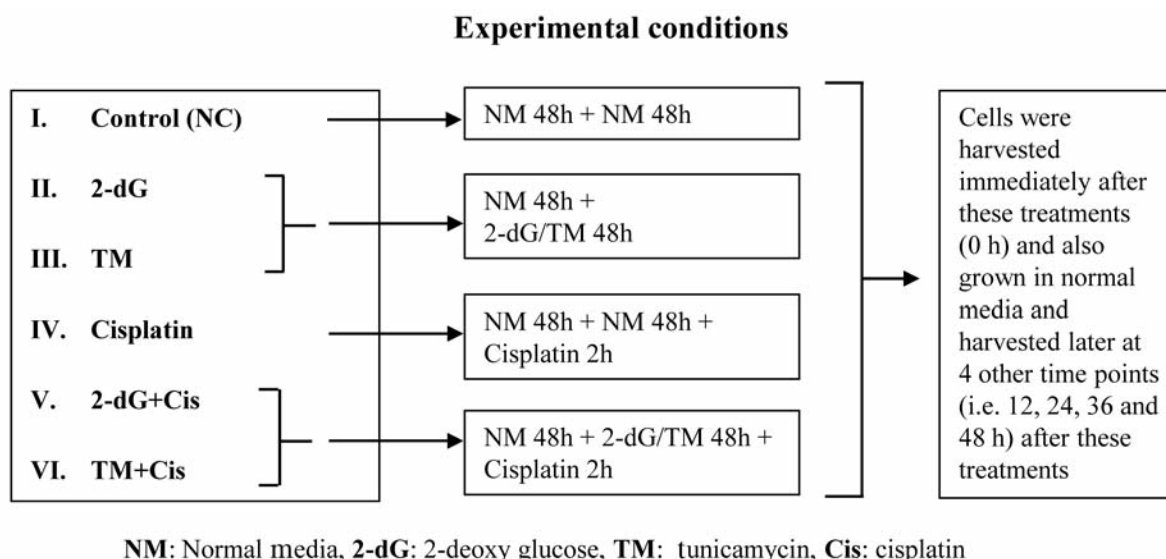 Experimental conditions
I. Control (NC)
II. 2-dG
III. TM
IV. Cisplatin
V. 2-dG+Cis
VI. TM+Cis
NM 48h + NM 48h
NM 48h +
2-dG/TM 48h
NM 48h + NM 48h +
Cisplatin 2h
NM 48h + 2-dG/TM 48h +
Cisplatin 2h
Cells were
harvested
immediately after
these treatments
(0 h) and also
grown in normal
media and
harvested later at
4 other time points
(i.e. 12, 24, 36 and
48 h) after these
treatments
NM: Normal media, 2-dG: 2-deoxy glucose, TM: tunicamycin, Cis: cisplatin